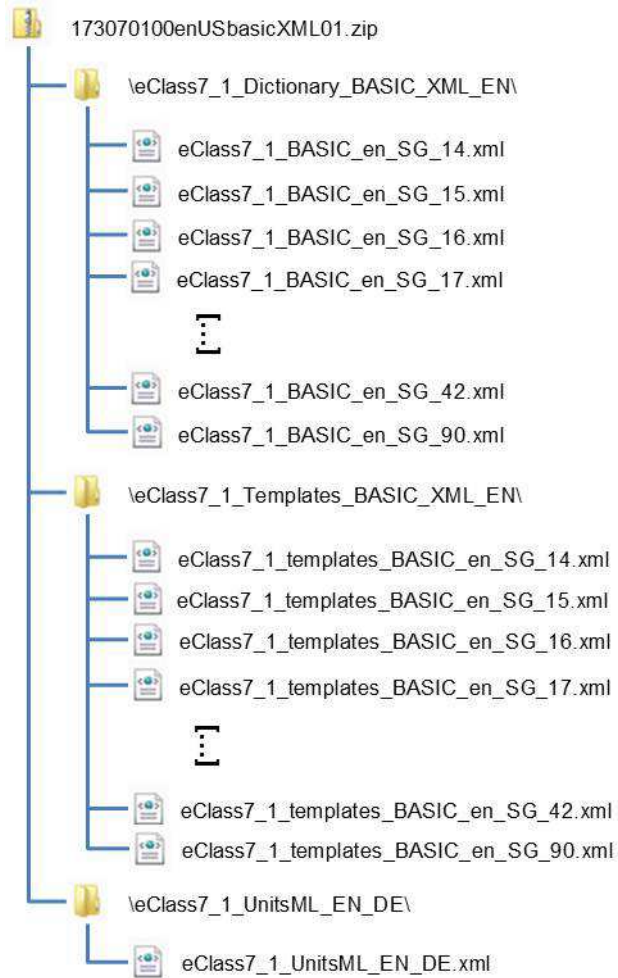 173070100enUSbasicXML01.zip
\eClass7_1_Dictionary_BASIC_XML_EN\
eClass7_1_BASIC_en_SG_14.xml
eClass7_1_BASIC_en_SG_15.xml
eClass7_1_BASIC_en_SG_16.xml
eClass7_1_BASIC_en_SG_17.xml
eClass7_1_BASIC_en_SG_42.xml
eClass7_1_BASIC_en_SG_90.xml
\eClass7_1_Templates_BASIC_XML_EN\
eClass7_1_templates_BASIC_en_SG_14.xml
eClass7_1_templates_BASIC_en_SG_15.xml
eClass7_1_templates_BASIC_en_SG_16.xml
eClass7_1_templates_BASIC_en_SG_17.xml
eClass7_1_templates_BASIC_en_SG_42.xml
eClass7_1_templates_BASIC_en_SG_90.xml
\eClass7_1_UnitsML_EN_DE\
eClass7_1_UnitsML_EN_DE.xml